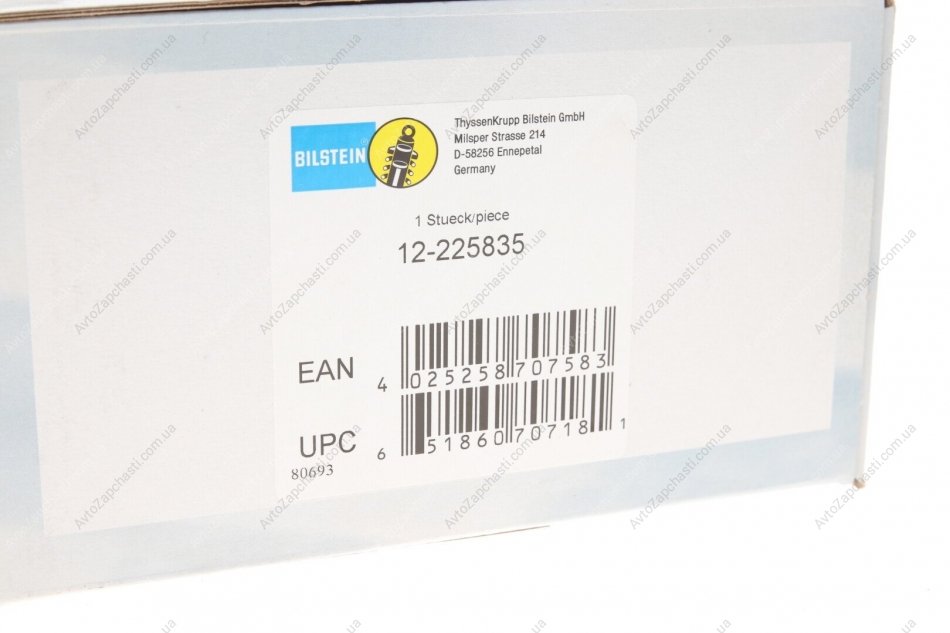 BILSTEIN
ThyssenKrupp Bilstein GmbH
Milsper Strasse 214
D-58256 Ennepetal
Germany
1 Stueck/piece
12-225835
EAN
4 025258 707583
UPC
6 51860 70718 1
80693
AvtoZapchasti.com.ua